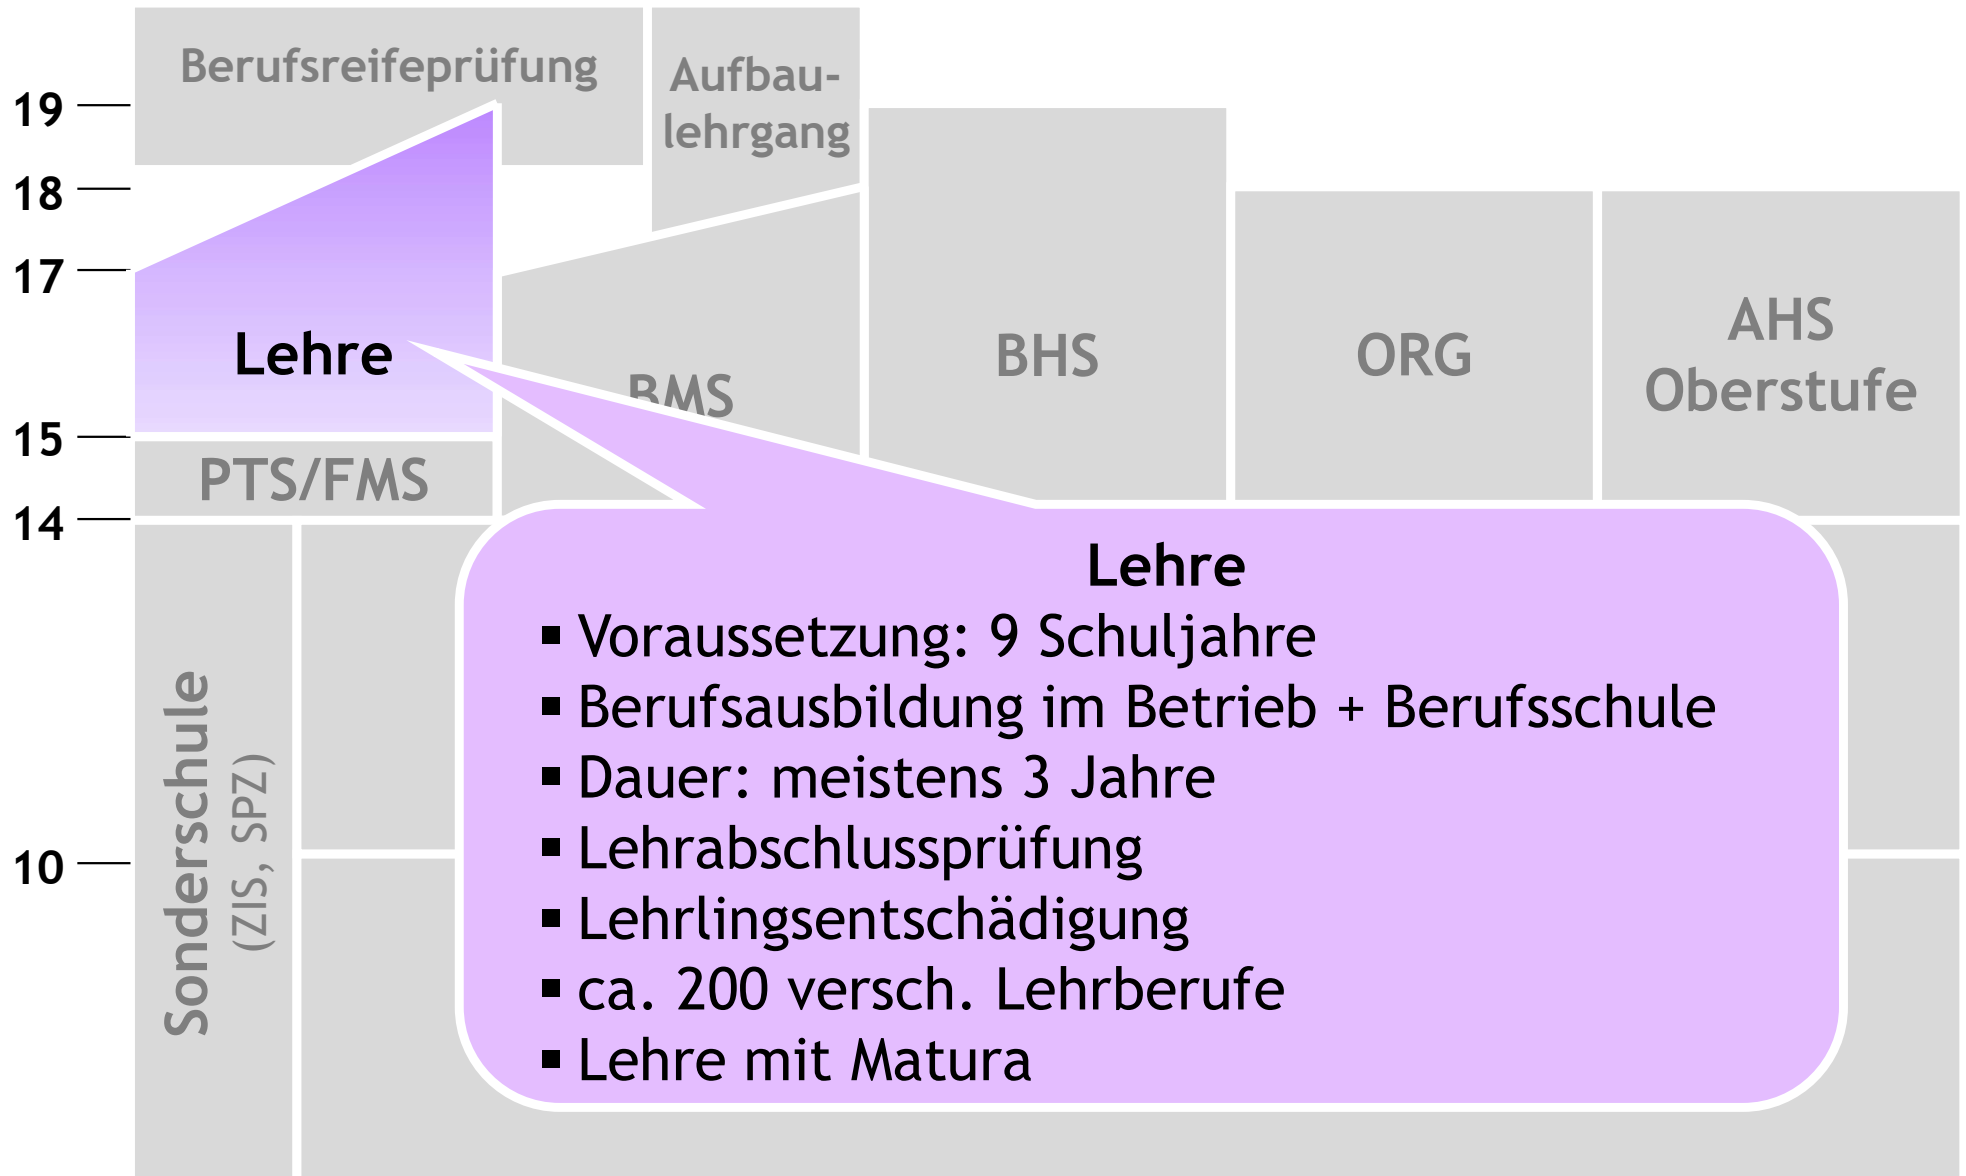 Berufsreifeprüfung
Aufbau-
lehrgang
19
18
17
15
14
10
Lehre
BMS
BHS
ORG
AHS
Oberstufe
PTS/FMS
Sonderschule
(ZIS, SPZ)
Lehre
▪ Voraussetzung: 9 Schuljahre
▪ Berufsausbildung im Betrieb + Berufsschule
▪ Dauer: meistens 3 Jahre
▪ Lehrabschlussprüfung
▪ Lehrlingsentschädigung
▪ ca. 200 versch. Lehrberufe
▪ Lehre mit Matura